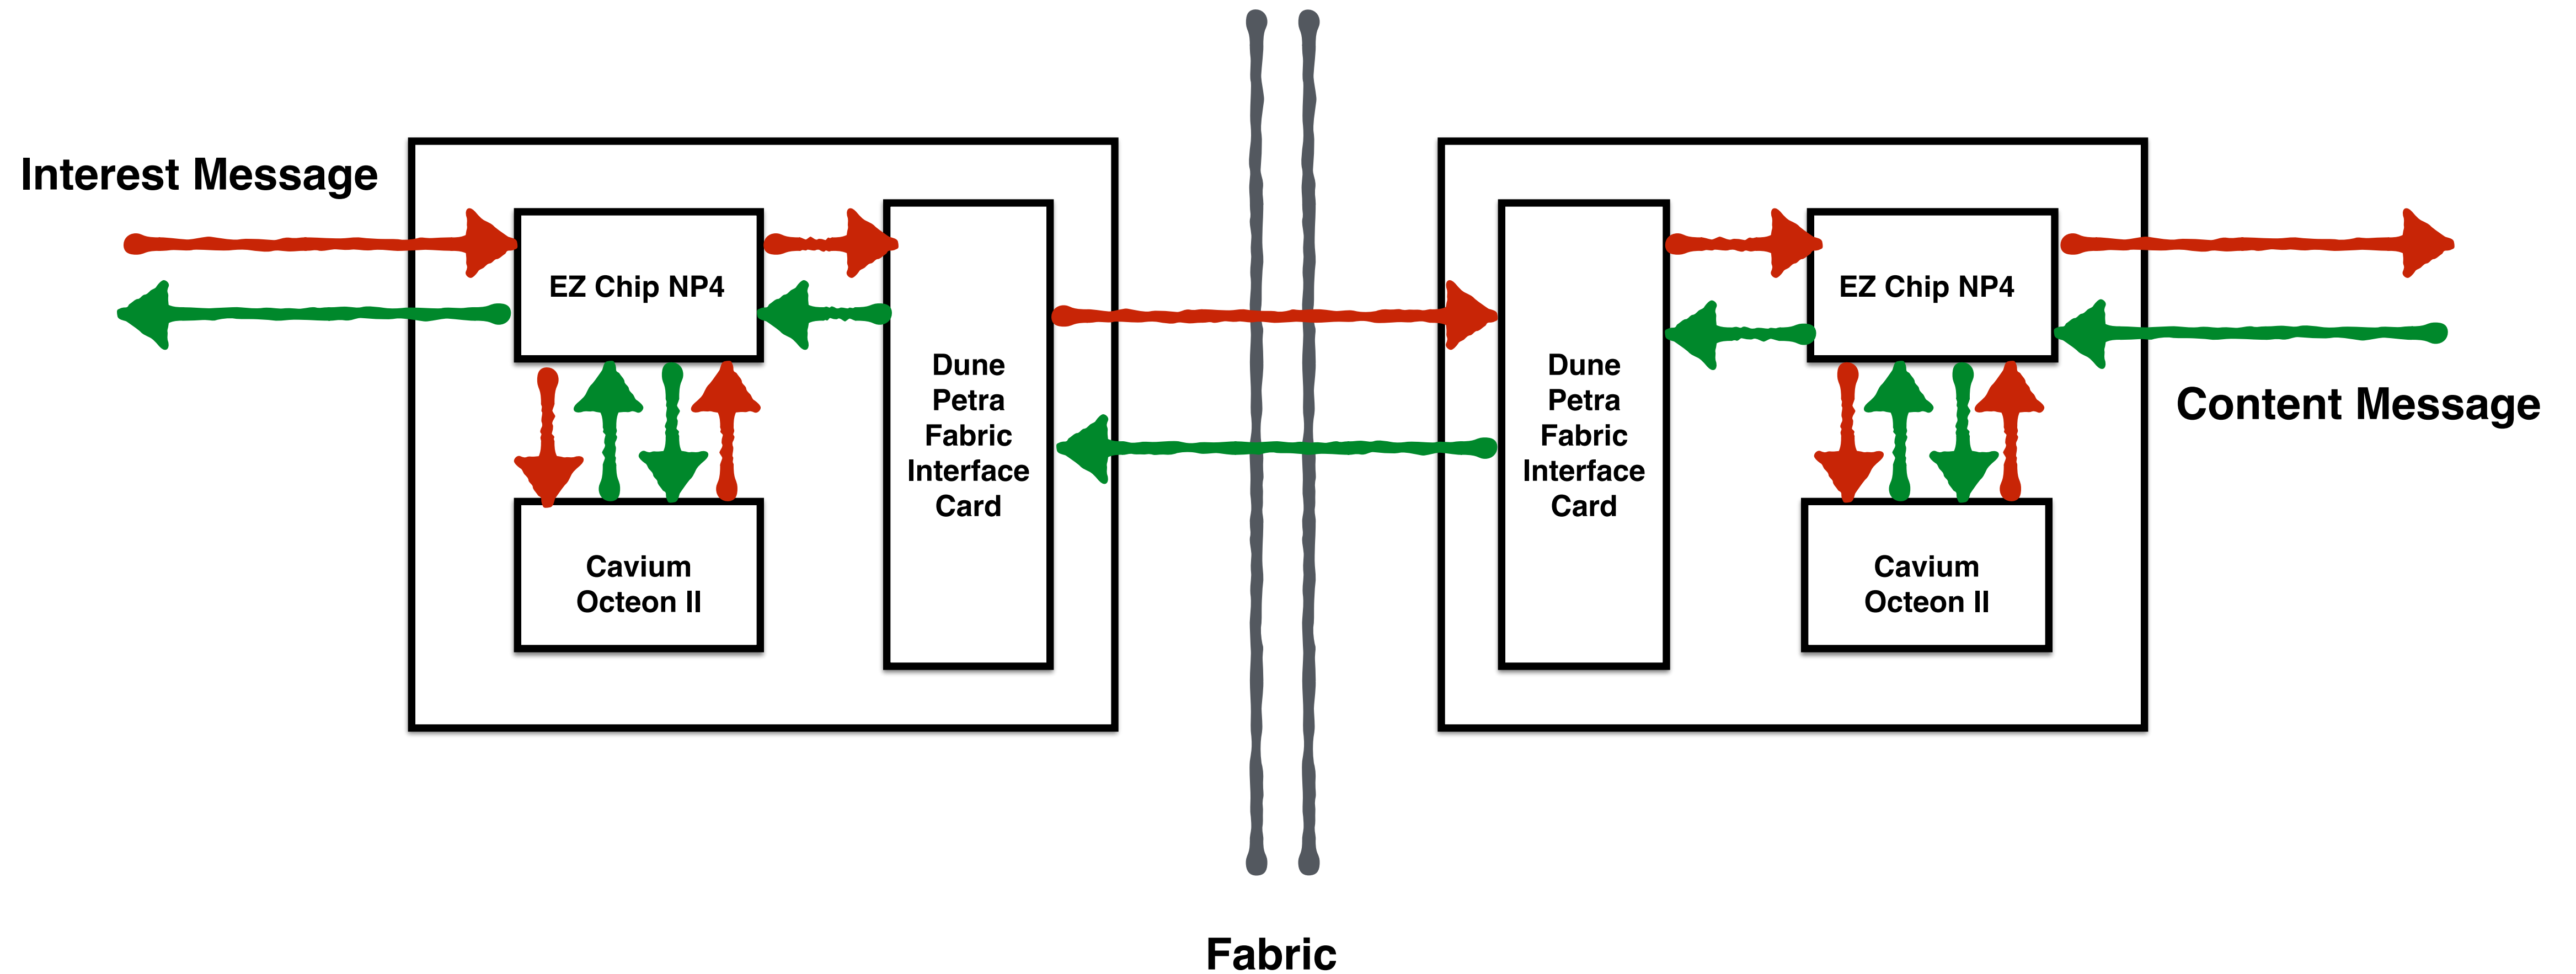 Interest Message
EZ Chip NP4
Dune
Petra
Fabric
Interface
Card
Cavium
Octeon II
Dune
Petra
Fabric
Interface
Card
EZ Chip NP4
Cavium
Octeon II
Content Message
Fabric